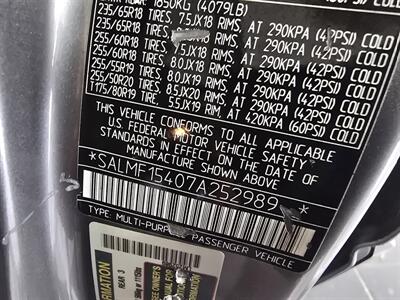 1850KG (4079LB)
235/65R18 TIRES, 7.5JX18 RIMS, AT 290KPA (42PSI) COLD
235/65R18 TIRES, RIMS, AT 290KPA (42PSI) COLD
255/60R18 TIRES, 7.5JX18 RIMS, AT 290KPA (42PSI) COLD
255/60R18 TIRES, 8.0JX18 RIMS, AT 290KPA (42PSI) COLD
255/55R19 TIRES, 8.0JX19 RIMS, AT 290KPA (42PSI) COLD
255/50R20 TIRES, 8.5JX20 RIMS, AT 290KPA (42PSI) COLD
T175/80R19 TIRES, 5.5JX19 RIMS, AT 420KPA (60PSI) COLD
THIS VEHICLE CONFORMS TO ALL APPLICABLE
U.S. FEDERAL MOTOR VEHICLE SAFETY
STANDARDS IN EFFECT ON THE DATE OF
MANUFACTURE SHOWN ABOVE.
*SALMF15407A252989*
TYPE: MULTI-PURPOSE PASSENGER VEHICLE
REAR 3